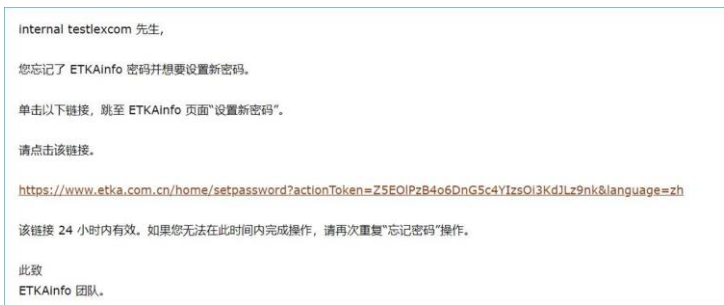 internal testlexcom 先生,
您忘记了 ETKAinfo 密码并想要设置新密码。
单击以下链接，跳至 ETKAinfo 页面“设置新密码”。
请点击该链接。
https://www.etka.com.cn/home/setpassword?actionToken=Z5EOlPzB4o6DnG5c4YIzsOi3KdJLz9nk&language=zh
该链接 24 小时内有效。如果您无法在此时间内完成操作，请再次重复“忘记密码”操作。
此致
ETKAinfo 团队。